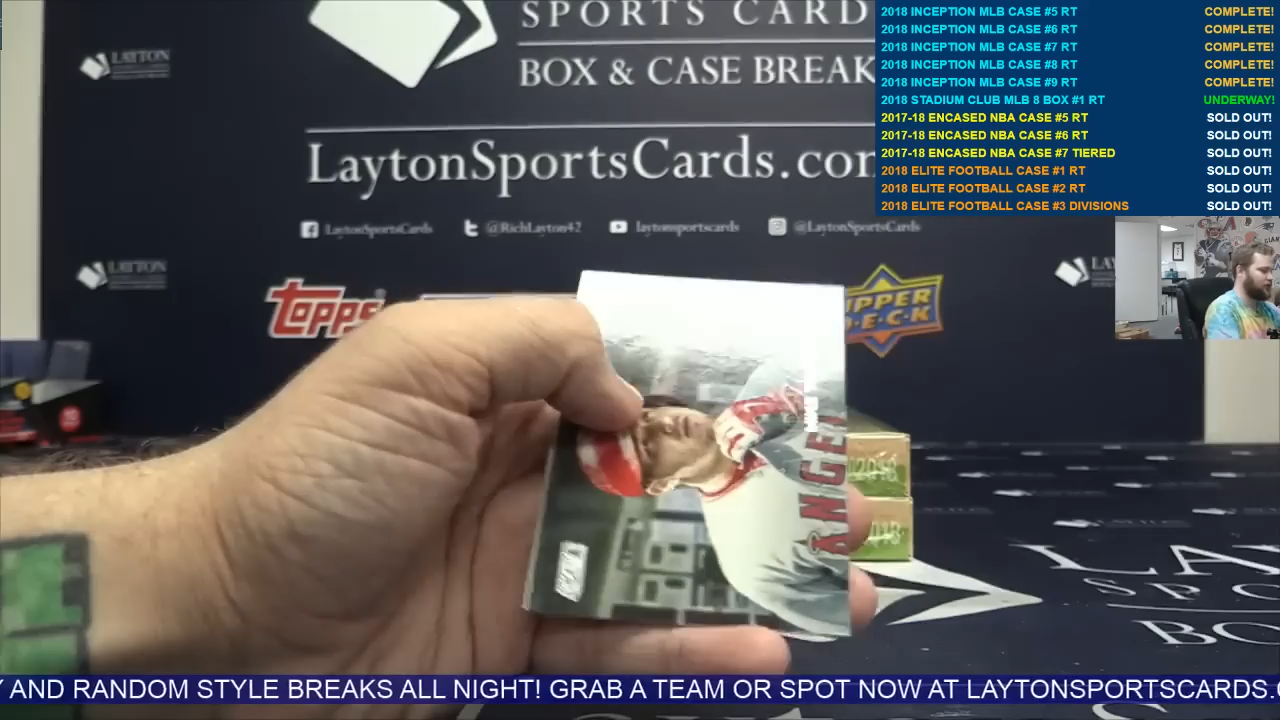 SPORTS CARD
BOX & CASE BREAK
LaytonSportsCards.com
LaytonSportsCards
@RichLayton42
laytonsportscards
@LaytonSportsCards
LAYTON
LAYTON
topps
UPPER
DECK
ANGEL
2018 INCEPTION MLB CASE #5 RT COMPLETE!
2018 INCEPTION MLB CASE #6 RT COMPLETE!
2018 INCEPTION MLB CASE #7 RT COMPLETE!
2018 INCEPTION MLB CASE #8 RT COMPLETE!
2018 INCEPTION MLB CASE #9 RT COMPLETE!
2018 STADIUM CLUB MLB 8 BOX #1 RT UNDERWAY!
2017-18 ENCASED NBA CASE #5 RT SOLD OUT!
2017-18 ENCASED NBA CASE #6 RT SOLD OUT!
2017-18 ENCASED NBA CASE #7 TIERED SOLD OUT!
2018 ELITE FOOTBALL CASE #1 RT SOLD OUT!
2018 ELITE FOOTBALL CASE #2 RT SOLD OUT!
2018 ELITE FOOTBALL CASE #3 DIVISIONS SOLD OUT!
LAY
SPO
BO
Y AND RANDOM STYLE BREAKS ALL NIGHT! GRAB A TEAM OR SPOT NOW AT LAYTONSPORTSCARDS.